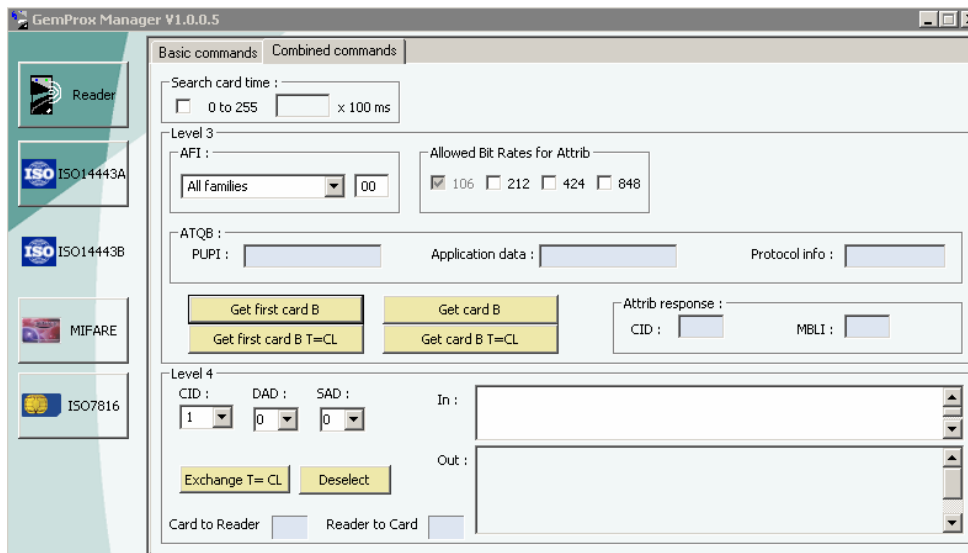 GemProx Manager V1.0.0.5
Basic commands Combined commands
Reader
ISO ISO14443A
ISO ISO14443B
MIFARE
ISO7816
Search card time :
0 to 255 x 100 ms
Level 3
AFI :
All families 00
Allowed Bit Rates for Attrib
106 212 424 848
ATQB :
PUPI : Application data : Protocol info :
Get first card B Get card B
Get first card B T=CL Get card B T=CL
Attrib response :
CID : MBLI :
Level 4
CID : DAD : SAD :
1 0 0
In :
Out :
Exchange T= CL Deselect
Card to Reader Reader to Card